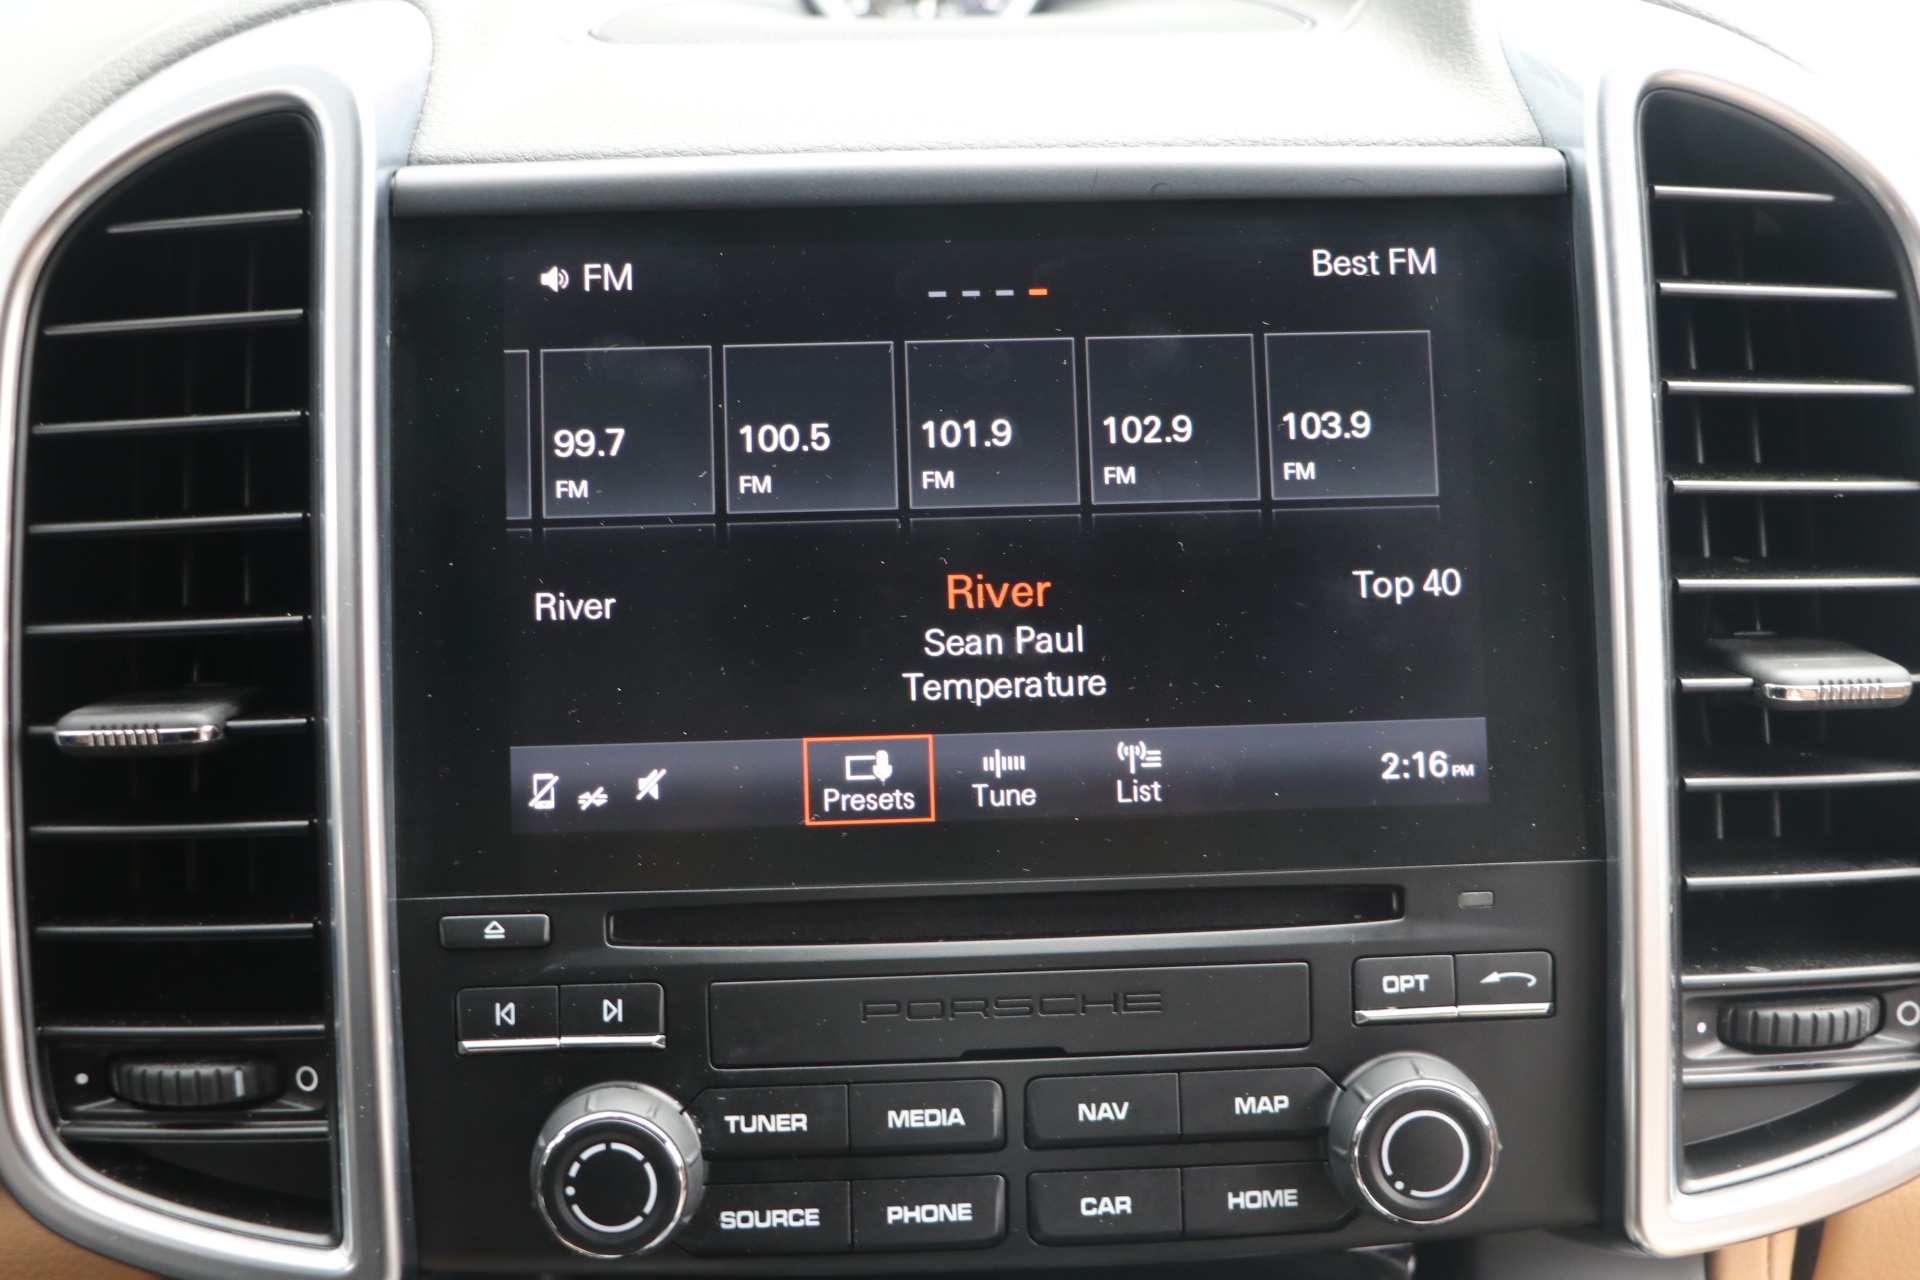 FM
Best FM
99.7 100.5 101.9 102.9 103.9
FM FM FM FM FM
River River Top 40
Sean Paul
Temperature
Presets Tune List 2:16 PM
OPT
PORSCHE
TUNER MEDIA NAV MAP
SOURCE PHONE CAR HOME